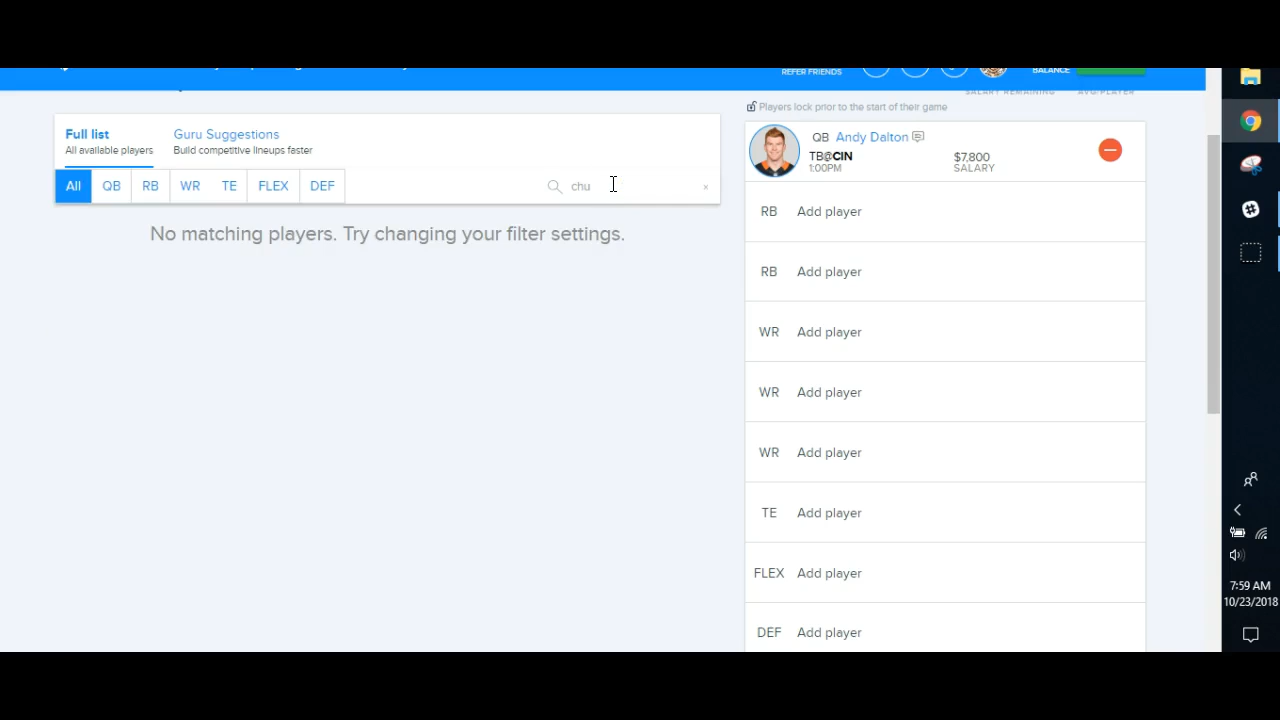 REFER FRIENDS
BALANCE
SALARY REMAINING AVG/PLAYER
Players lock prior to the start of their game
Full list
All available players
Guru Suggestions
Build competitive lineups faster
All QB RB WR TE FLEX DEF
chu
×
No matching players. Try changing your filter settings.
QB Andy Dalton
TB@CIN
1:00PM
$7,800
SALARY
RB Add player
RB Add player
WR Add player
WR Add player
WR Add player
TE Add player
FLEX Add player
DEF Add player
7:59 AM
10/23/2018